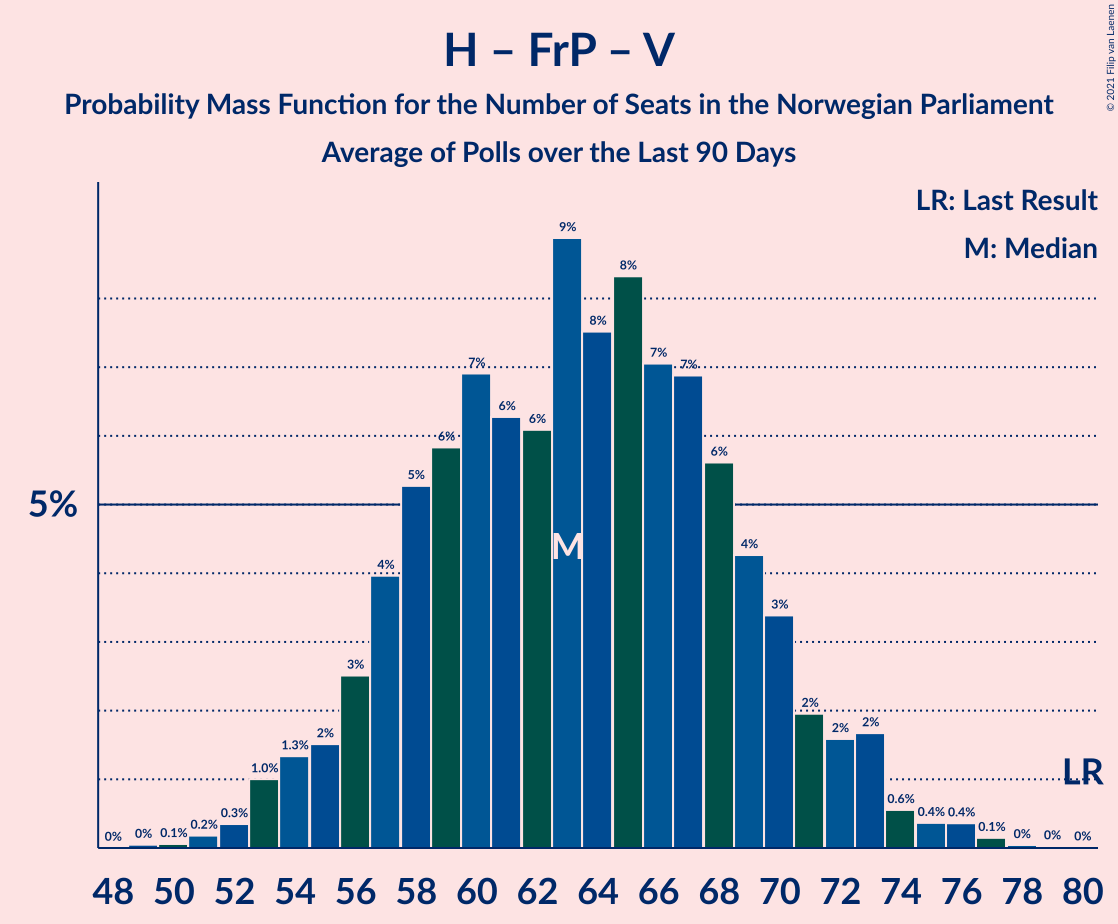 H – FrP – V
Probability Mass Function for the Number of Seats in the Norwegian Parliament
Average of Polls over the Last 90 Days
© 2021 Filip van Laenen
LR: Last Result
M: Median
5%
0% 0% 0.1% 0.2% 0.3% 1.0% 1.3% 2% 3% 4% 5% 6% 7% 6% 6% 9% 8% 8% 7% 7% 6% 4% 3% 2% 2% 2% 0.6% 0.4% 0.4% 0.1% 0% 0% 0%
M
LR
48 50 52 54 56 58 60 62 64 66 68 70 72 74 76 78 80